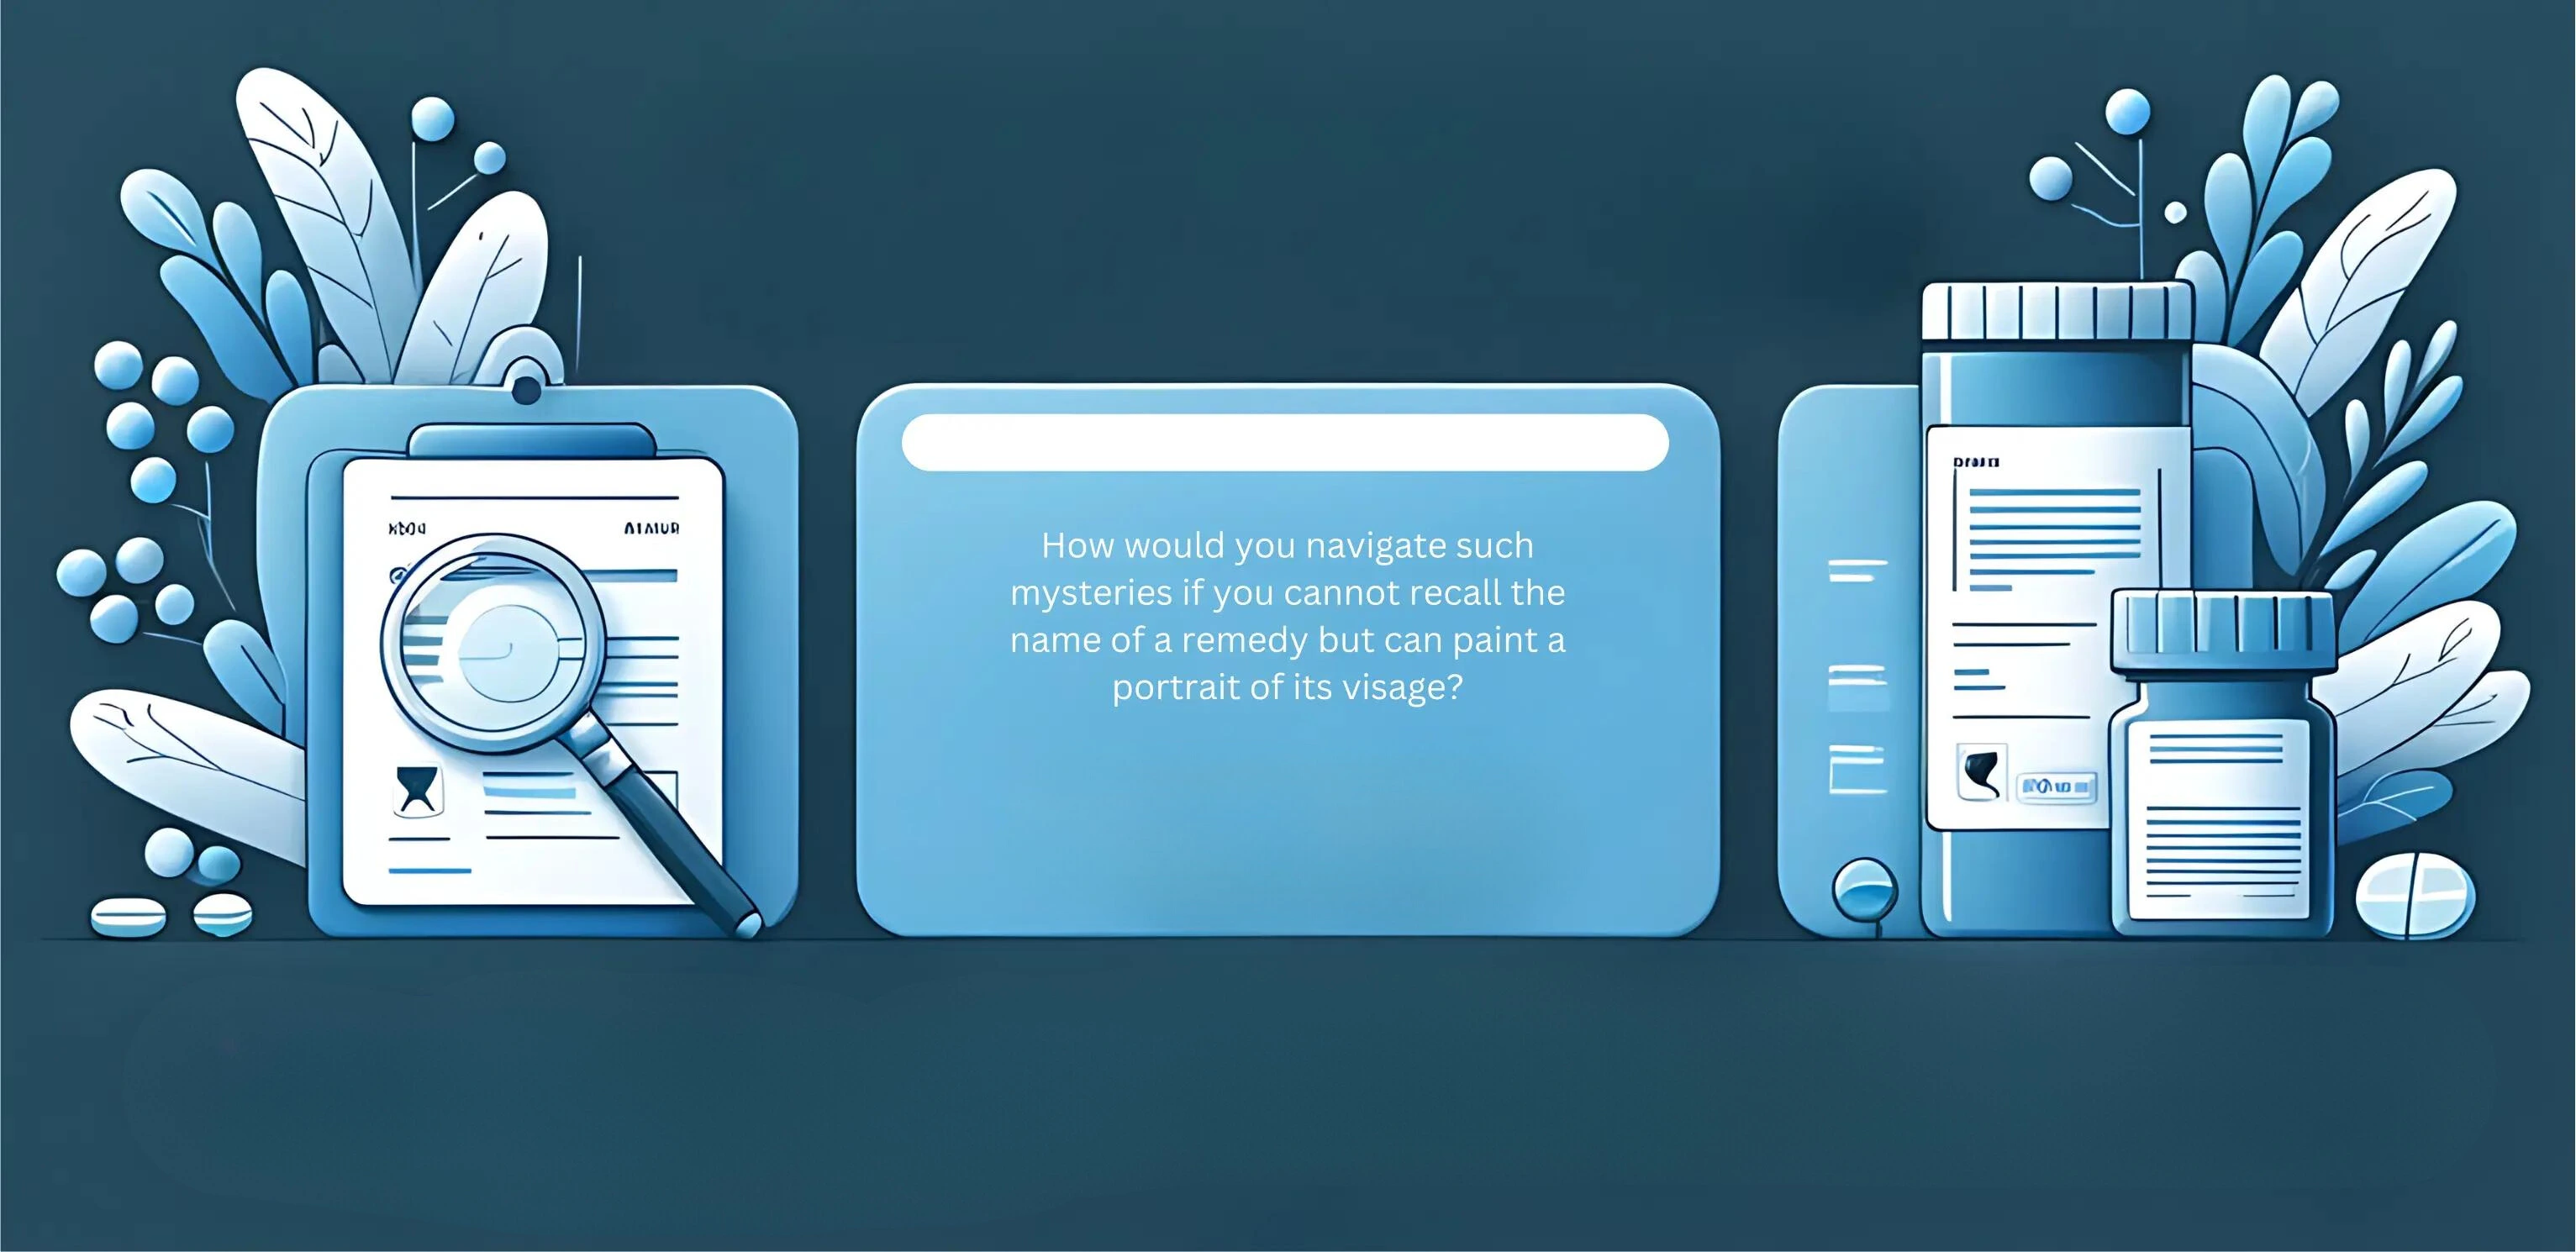 How would you navigate such
mysteries if you cannot recall the
name of a remedy but can paint a
portrait of its visage?